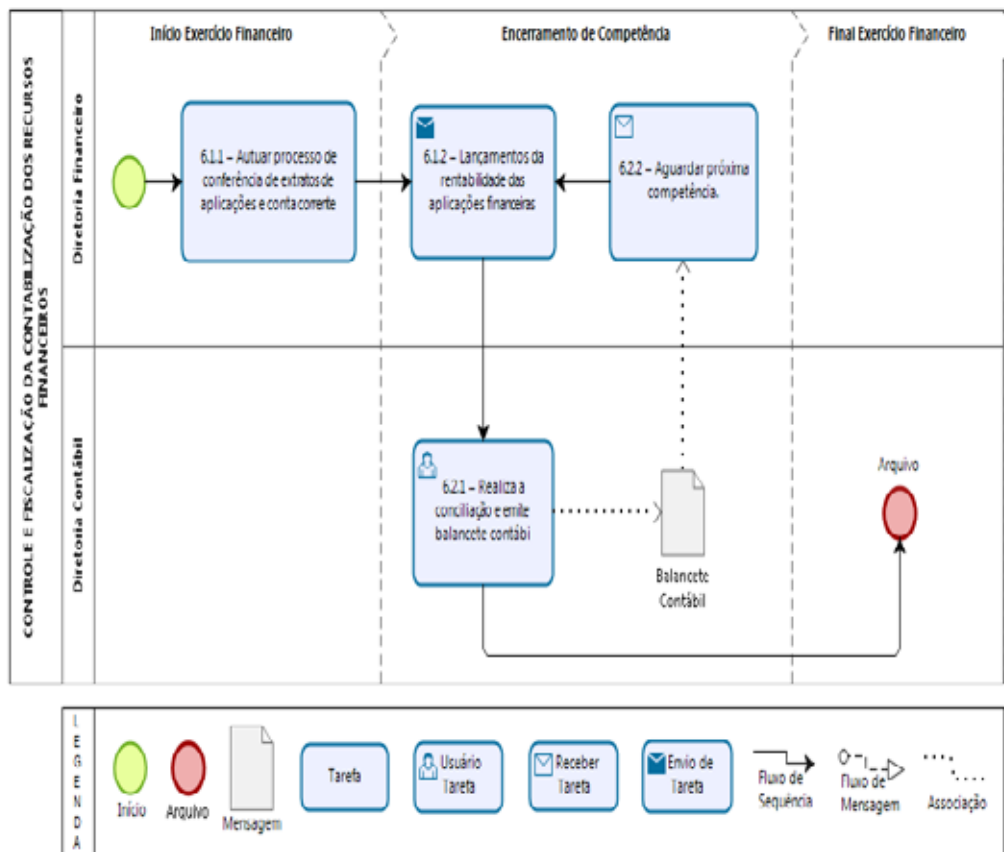 CONTROLE E FISCALIZAÇÃO DA CONTABILIZAÇÃO DOS RECURSOS
FINANCEIROS
Início Exercício Financeiro
Encerramento de Competência
Final Exercício Financeiro
Diretoria Financeiro
6.1.1 – Autuar processo de
conferência de extratos de
aplicações e conta corrente
6.1.2 – Lançamentos da
rentabilidade das
aplicações financeiras
6.2.2 – Aguardar próxima
competência.
Diretoria Contábil
6.2.1 – Realiza a
conciliação e emite
balancete contábi
Balancete
Contábil
Arquivo
LEGENDA
Início
Arquivo
Mensagem
Tarefa
Usuário
Tarefa
Receber
Tarefa
Envio de
Tarefa
Fluxo de
Sequência
Fluxo de
Mensagem
Associação